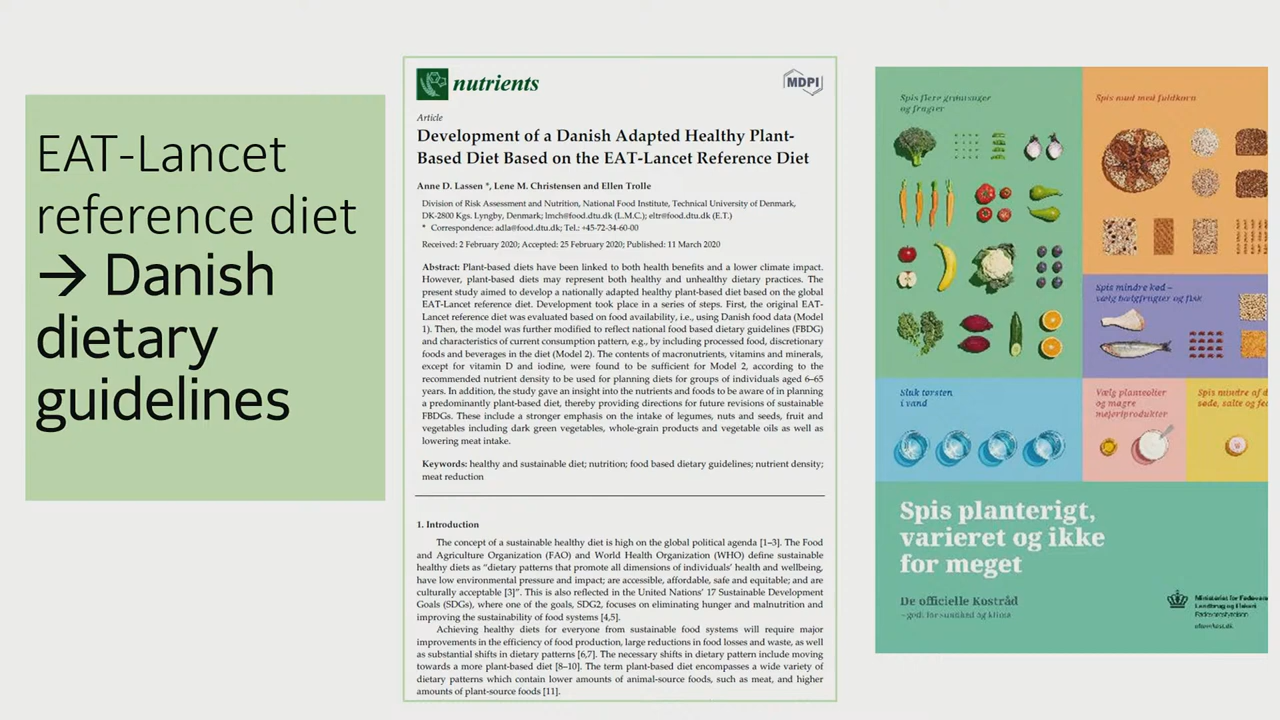 EAT-Lancet
reference diet
→ Danish
dietary
guidelines
nutrients
MDPI
Article
Development of a Danish Adapted Healthy Plant-
Based Diet Based on the EAT-Lancet Reference Diet
Anne D. Lassen *, Lene M. Christensen and Ellen Trolle
Division of Risk Assessment and Nutrition, National Food Institute, Technical University of Denmark,
DK-2800 Kgs. Lyngby, Denmark; lmch@food.dtu.dk (L.M.C.); eltr@food.dtu.dk (E.T.)
* Correspondence: adla@food.dtu.dk; Tel.: +45-72-34-60-00
Received: 2 February 2020; Accepted: 25 February 2020; Published: 11 March 2020
Abstract: Plant-based diets have been linked to both health benefits and a lower climate impact.
However, plant-based diets may represent both healthy and unhealthy dietary practices. The
present study aimed to develop a nationally adapted healthy plant-based diet based on the global
EAT-Lancet reference diet. Development took place in a series of steps. First, the original EAT-
Lancet reference diet was evaluated based on food availability, i.e., using Danish food data (Model
1). Then, the model was further modified to reflect national food based dietary guidelines (FBDG)
and characteristics of current consumption pattern, e.g., by including processed food, discretionary
foods and beverages in the diet (Model 2). The contents of macronutrients, vitamins and minerals,
except for vitamin D and iodine, were found to be sufficient for Model 2, according to the
recommended nutrient density to be used for planning diets for groups of individuals aged 6–65
years. In addition, the study gave an insight into the nutrients and foods to be aware of in planning
a predominantly plant-based diet, thereby providing directions for future revisions of sustainable
FBDGs. These include a stronger emphasis on the intake of legumes, nuts and seeds, fruit and
vegetables including dark green vegetables, whole-grain products and vegetable oils as well as
lowering meat intake.
Keywords: healthy and sustainable diet; nutrition; food based dietary guidelines; nutrient density;
meat reduction
1. Introduction
The concept of a sustainable healthy diet is high on the global political agenda [1–3]. The Food
and Agriculture Organization (FAO) and World Health Organization (WHO) define sustainable
healthy diets as “dietary patterns that promote all dimensions of individuals’ health and wellbeing,
have low environmental pressure and impact; are accessible, affordable, safe and equitable; and are
culturally acceptable [3]”. This is also reflected in the United Nations’ 17 Sustainable Development
Goals (SDGs), where one of the goals, SDG2, focuses on eliminating hunger and malnutrition and
improving the sustainability of food systems [4,5].
Achieving healthy diets for everyone from sustainable food systems will require major
improvements in the efficiency of food production, large reductions in food losses and waste, as well
as substantial shifts in dietary patterns [6,7]. The necessary shifts in dietary pattern include moving
towards a more plant-based diet [8–10]. The term plant-based diet encompasses a wide variety of
dietary patterns which contain lower amounts of animal-source foods, such as meat, and higher
amounts of plant-source foods [11].
Spis flere grøntsager
og frugter
Spis mad med fuldkorn
Spis mindre kød –
vælg bælgfrugter og fisk
Sluk tørsten
i vand
Vælg planteolier
og magre
mejeriprodukter
Spis mindre af d
søde, salte og fe
Spis planterigt,
varieret og ikke
for meget
De officielle Kostråd
– godt for sundhed og klima
Ministeriet for Fødevare
Landbrug og Fiskeri
Fødevarestyrelsen